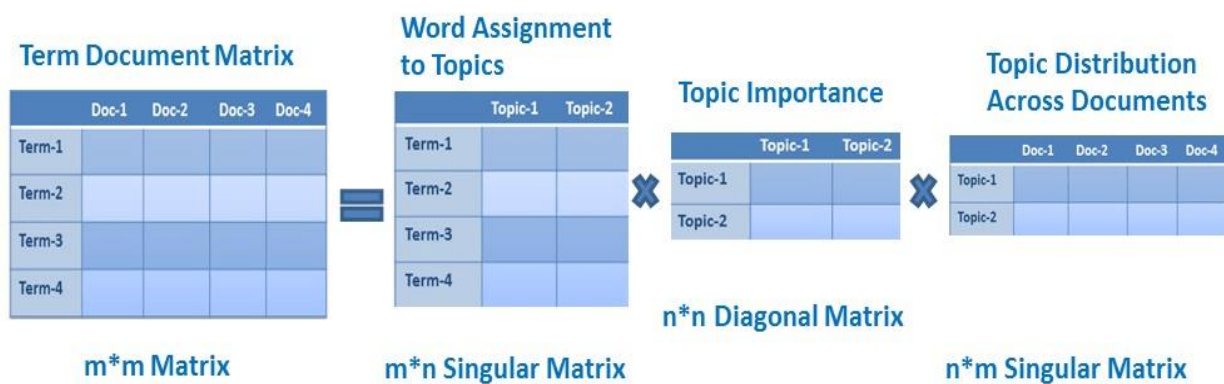 Term Document Matrix
Doc-1 Doc-2 Doc-3 Doc-4
Term-1
Term-2
Term-3
Term-4
m*m Matrix
Word Assignment
to Topics
Topic-1 Topic-2
Term-1
Term-2
Term-3
Term-4
m*n Singular Matrix
Topic Importance
Topic-1 Topic-2
Topic-1
Topic-2
n*n Diagonal Matrix
Topic Distribution
Across Documents
Doc-1 Doc-2 Doc-3 Doc-4
Topic-1
Topic-2
n*m Singular Matrix